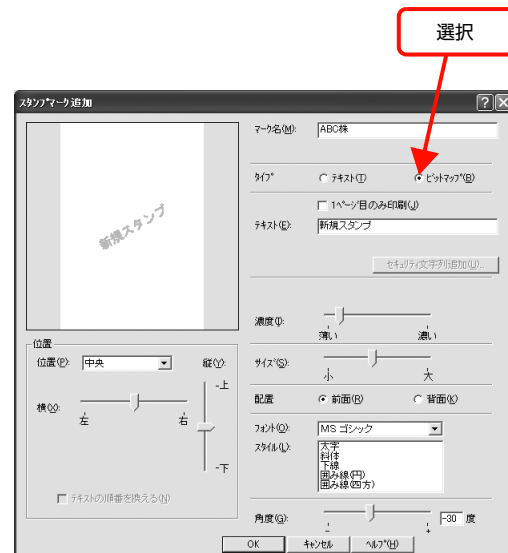 選択
スタンプマーク追加
新規スタンプ
マーク名(M): ABC株
タイプ テキスト(T) ビットマップ(B)
1ページ目のみ印刷(J)
テキスト(E): 新規スタンプ
セキュリティ文字列追加(U)...
濃度(I):
薄い 濃い
サイズ(S):
小 大
配置 前面(R) 背面(K)
フォント(O): MS ゴシック
スタイル(L): 太字
斜体
下線
囲み線(円)
囲み線(四方)
角度(G): -30 度
- +
位置
位置(P): 中央 縦(Y):
-上
横(X):
左 右
-下
テキストの順番を換える(N)
OK キャンセル ヘルプ(H)